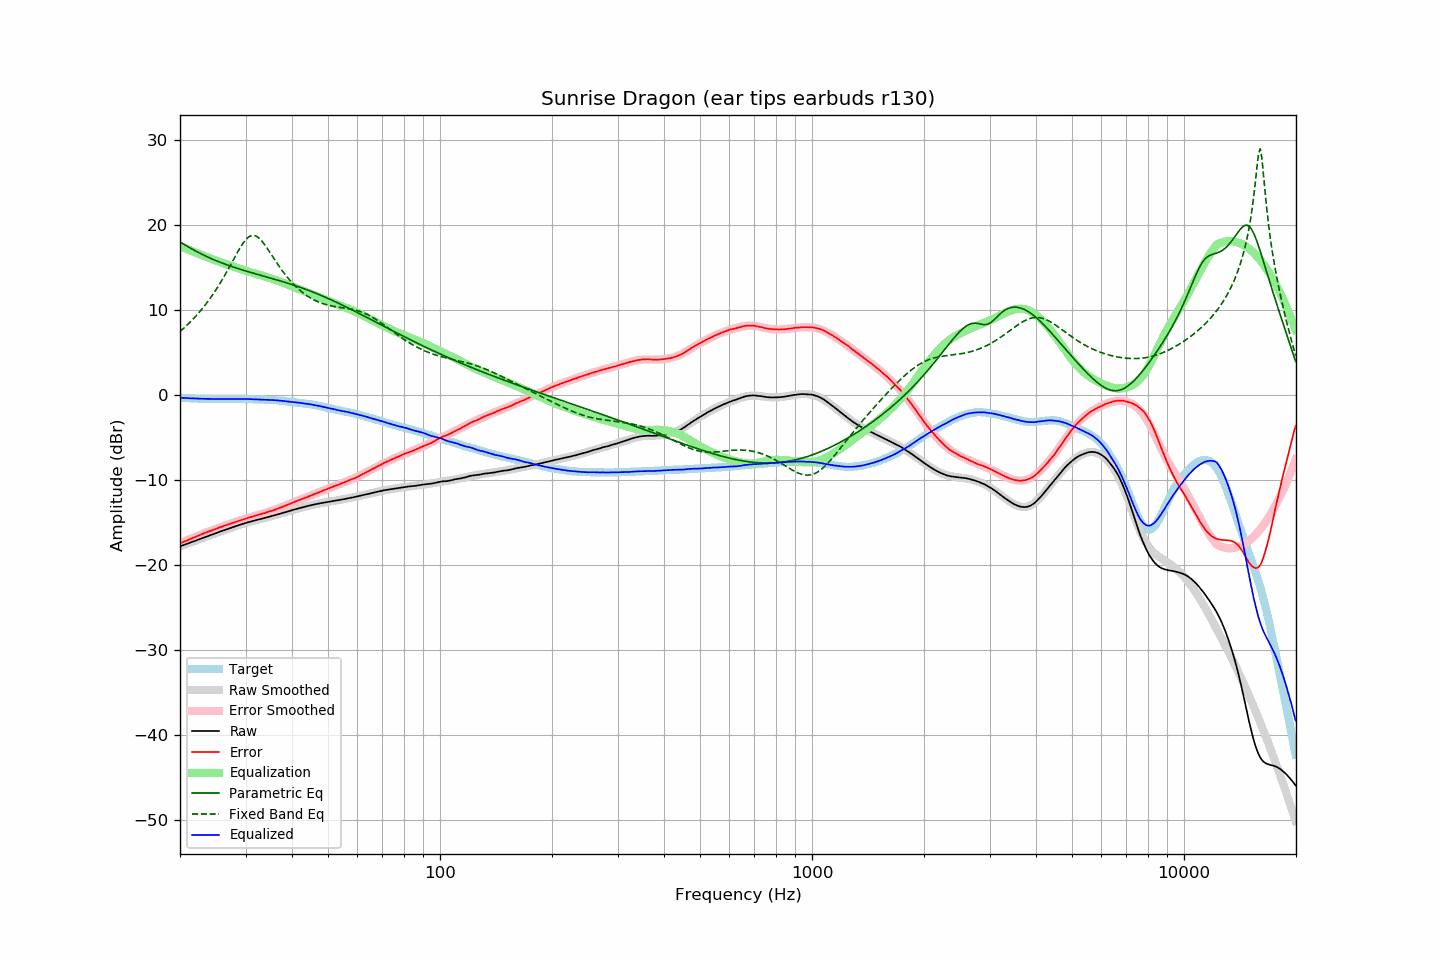 Sunrise Dragon (ear tips earbuds r130)
30
20
10
0
−10
−20
−30
−40
−50
Amplitude (dBr)
Target
Raw Smoothed
Error Smoothed
Raw
Error
Equalization
Parametric Eq
Fixed Band Eq
Equalized
100
1000
10000
Frequency (Hz)